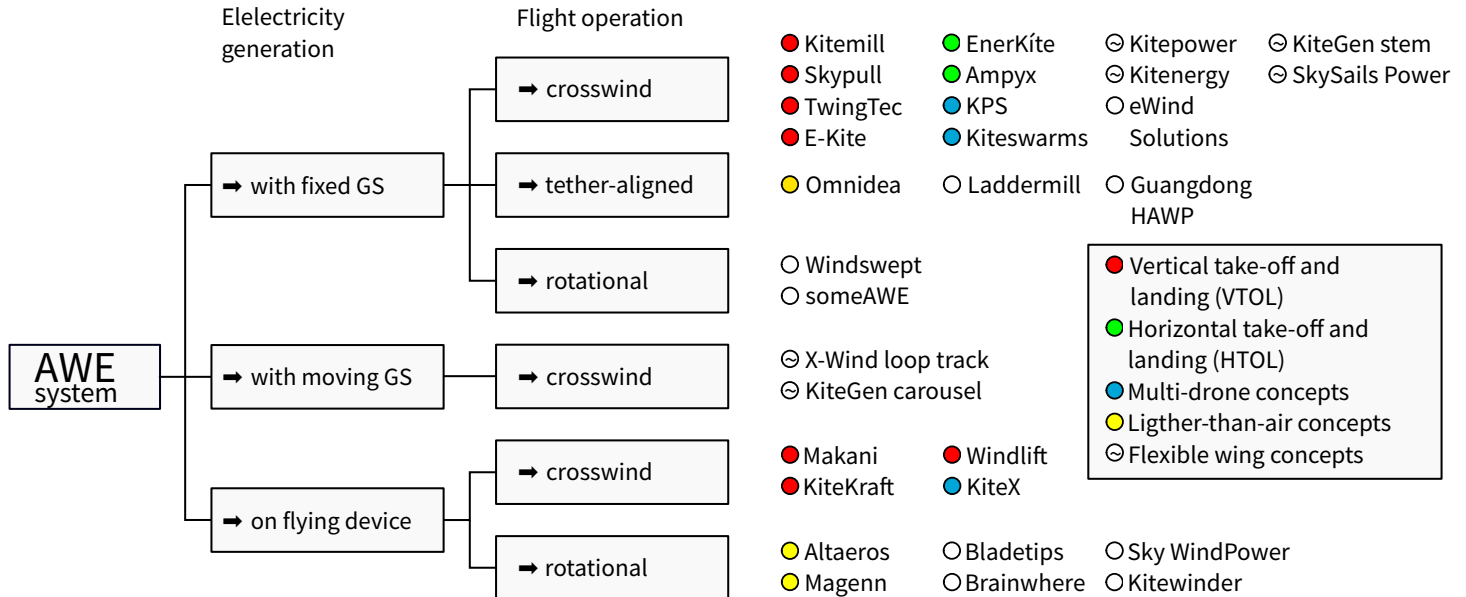 Elelectricity
generation
Flight operation
➡ crosswind
Kitemill
EnerKíte
Kitepower
KiteGen stem
Skypull
Ampyx
Kitenergy
SkySails Power
TwingTec
KPS
eWind
Solutions
E-Kite
Kiteswarms
➡ with fixed GS
➡ tether-aligned
Omnidea
Laddermill
Guangdong
HAWP
➡ rotational
Windswept
someAWE
AWE
system
➡ with moving GS
➡ crosswind
X-Wind loop track
KiteGen carousel
Vertical take-off and
landing (VTOL)
Horizontal take-off and
landing (HTOL)
Multi-drone concepts
Ligther-than-air concepts
Flexible wing concepts
➡ on flying device
➡ crosswind
Makani
Windlift
KiteKraft
KiteX
➡ rotational
Altaeros
Bladetips
Sky WindPower
Magenn
Brainwhere
Kitewinder